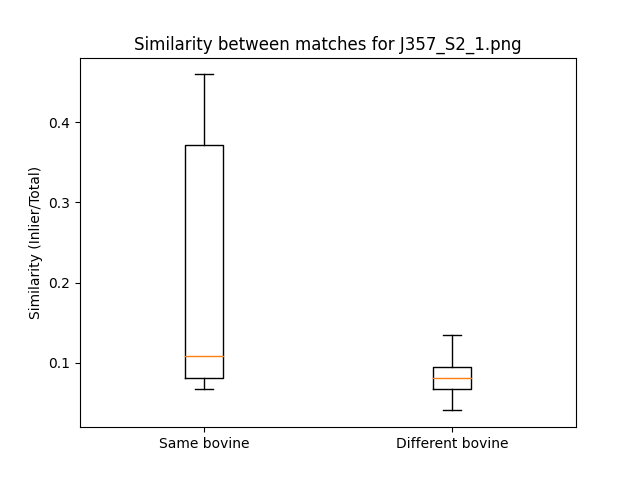 Similarity between matches for J357_S2_1.png
Similarity (Inlier/Total)
0.4
0.3
0.2
0.1
Same bovine
Different bovine